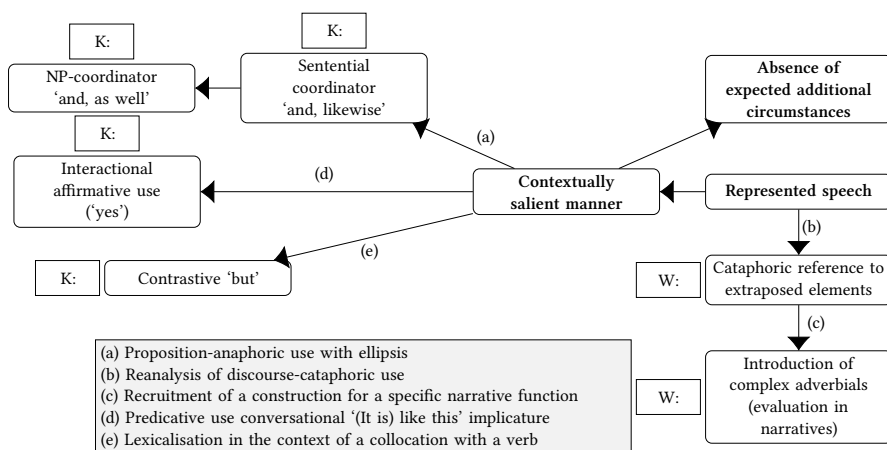 K:
K:
NP-coordinator
‘and, as well’
Sentential
coordinator
‘and, likewise’
Absence of
expected additional
circumstances
K:
(a)
Interactional
affirmative use
(‘yes’)
(d)
Contextually
salient manner
Represented speech
(b)
(e)
K:
Contrastive ‘but’
W:
Cataphoric reference to
extraposed elements
(c)
W:
Introduction of
complex adverbials
(evaluation in
narratives)
(a) Proposition-anaphoric use with ellipsis
(b) Reanalysis of discourse-cataphoric use
(c) Recruitment of a construction for a specific narrative function
(d) Predicative use conversational ‘(It is) like this’ implicature
(e) Lexicalisation in the context of a collocation with a verb